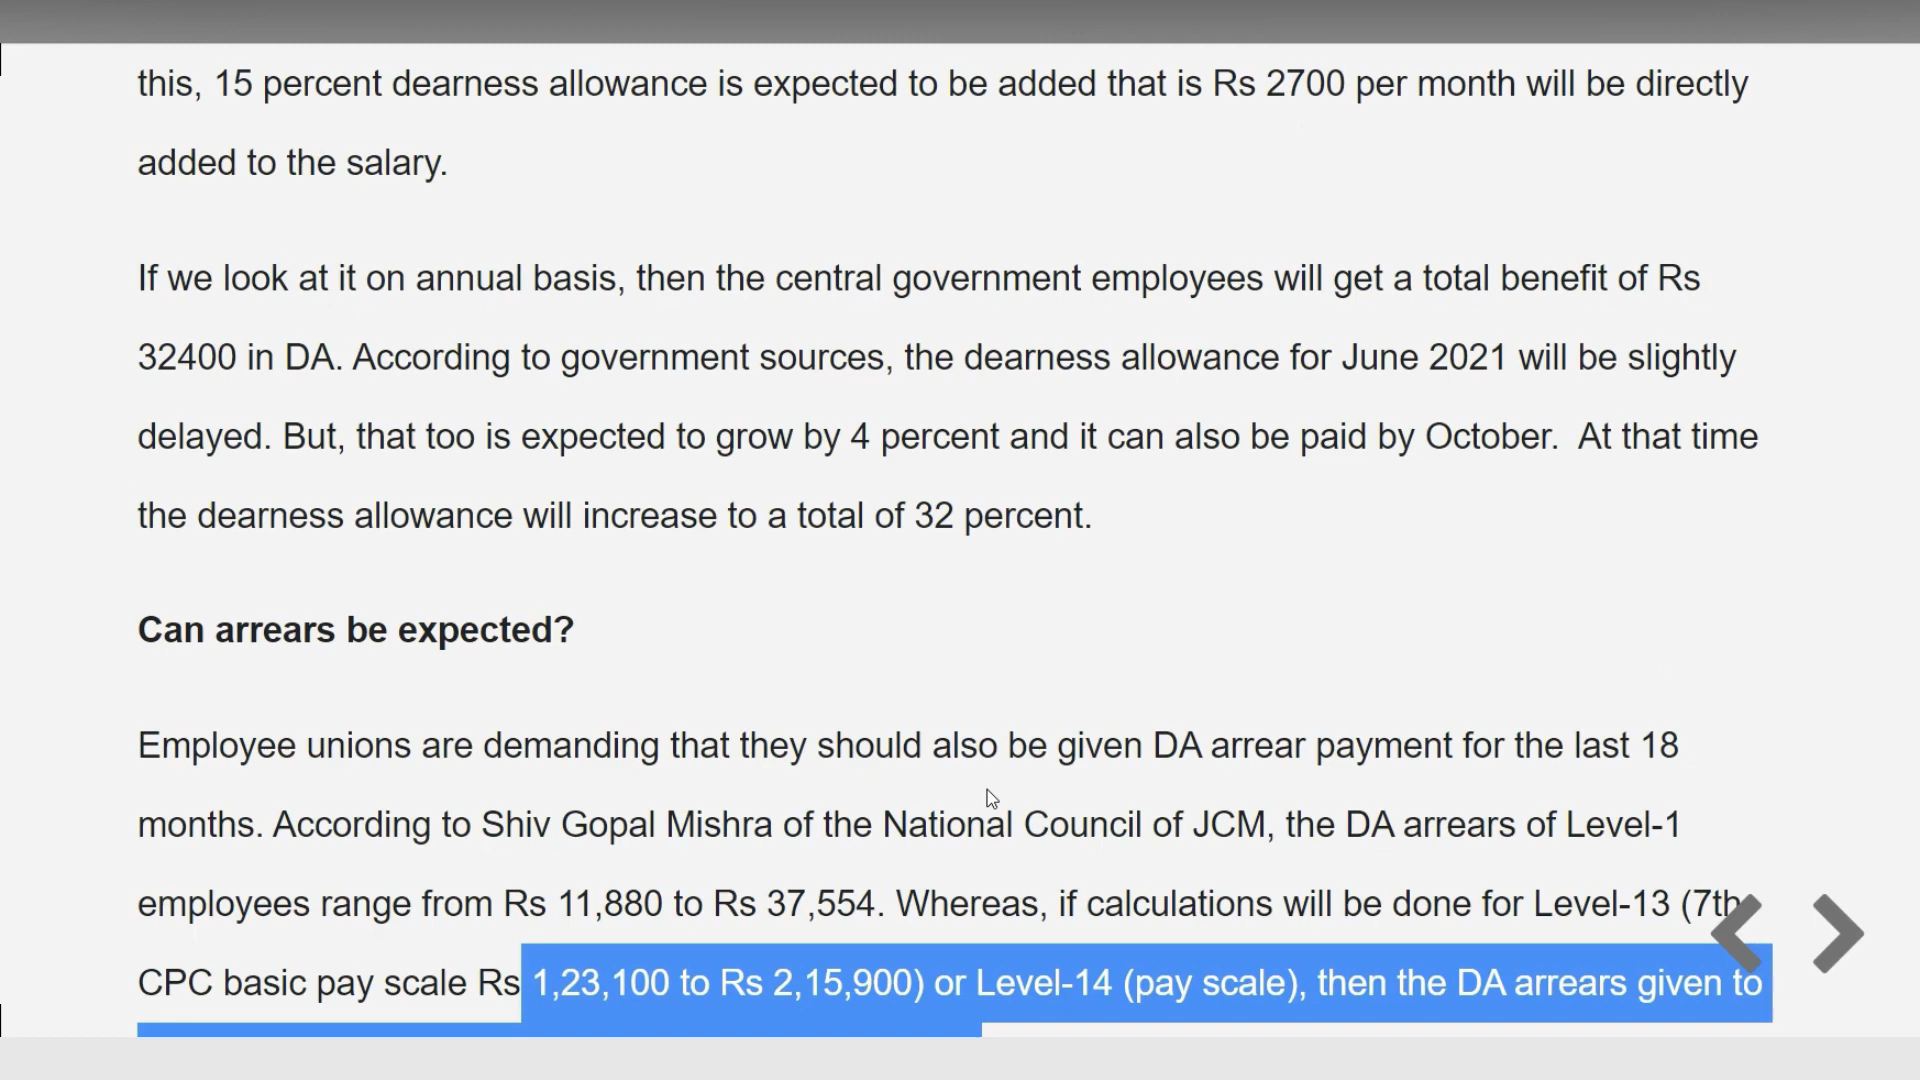 this, 15 percent dearness allowance is expected to be added that is Rs 2700 per month will be directly
added to the salary.
If we look at it on annual basis, then the central government employees will get a total benefit of Rs
32400 in DA. According to government sources, the dearness allowance for June 2021 will be slightly
delayed. But, that too is expected to grow by 4 percent and it can also be paid by October.  At that time
the dearness allowance will increase to a total of 32 percent.
Can arrears be expected?
Employee unions are demanding that they should also be given DA arrear payment for the last 18
months. According to Shiv Gopal Mishra of the National Council of JCM, the DA arrears of Level-1
employees range from Rs 11,880 to Rs 37,554. Whereas, if calculations will be done for Level-13 (7th
CPC basic pay scale Rs 1,23,100 to Rs 2,15,900) or Level-14 (pay scale), then the DA arrears given to